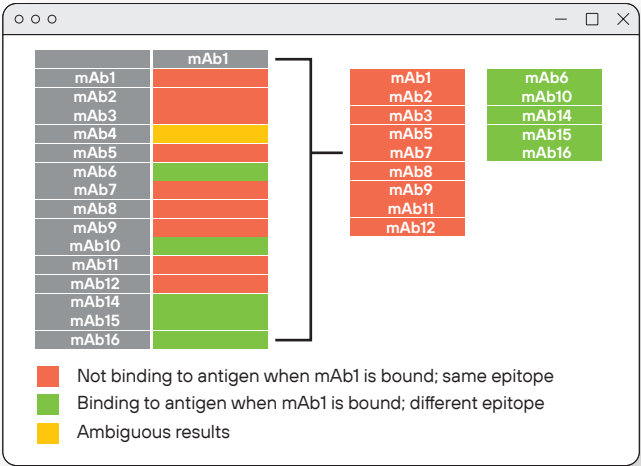 mAb1
mAb1
mAb2
mAb3
mAb4
mAb5
mAb6
mAb7
mAb8
mAb9
mAb10
mAb11
mAb12
mAb14
mAb15
mAb16
mAb1
mAb2
mAb3
mAb5
mAb7
mAb8
mAb9
mAb11
mAb12
mAb6
mAb10
mAb14
mAb15
mAb16
Not binding to antigen when mAb1 is bound; same epitope
Binding to antigen when mAb1 is bound; different epitope
Ambiguous results